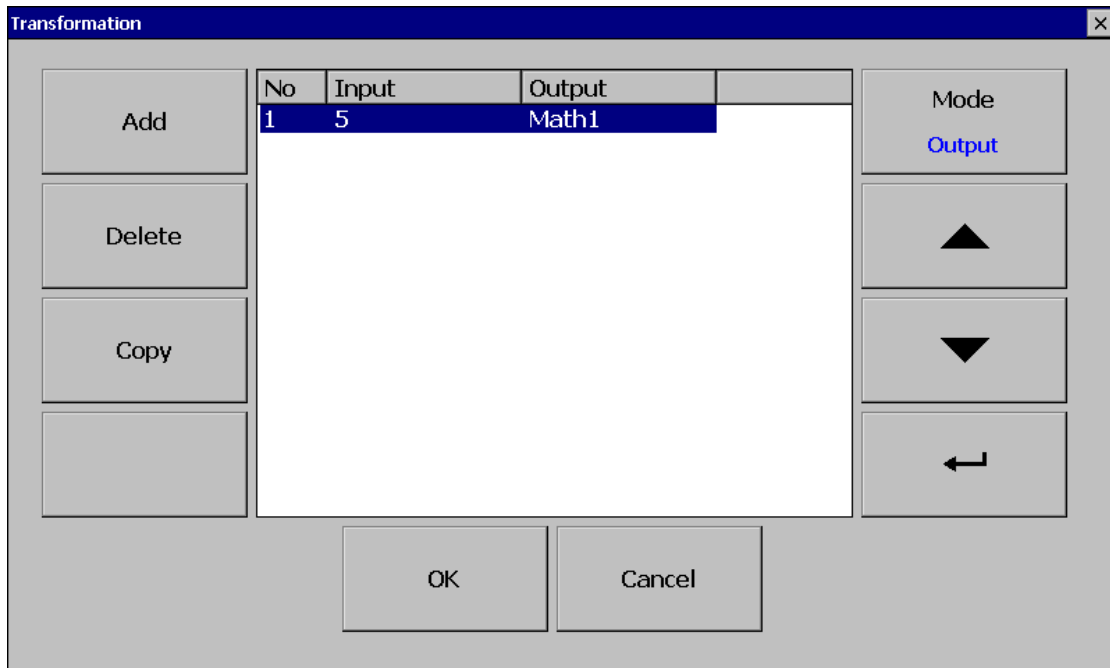 Transformation
Add
Delete
Copy
No Input Output
1 5 Math1
Mode
Output
OK Cancel